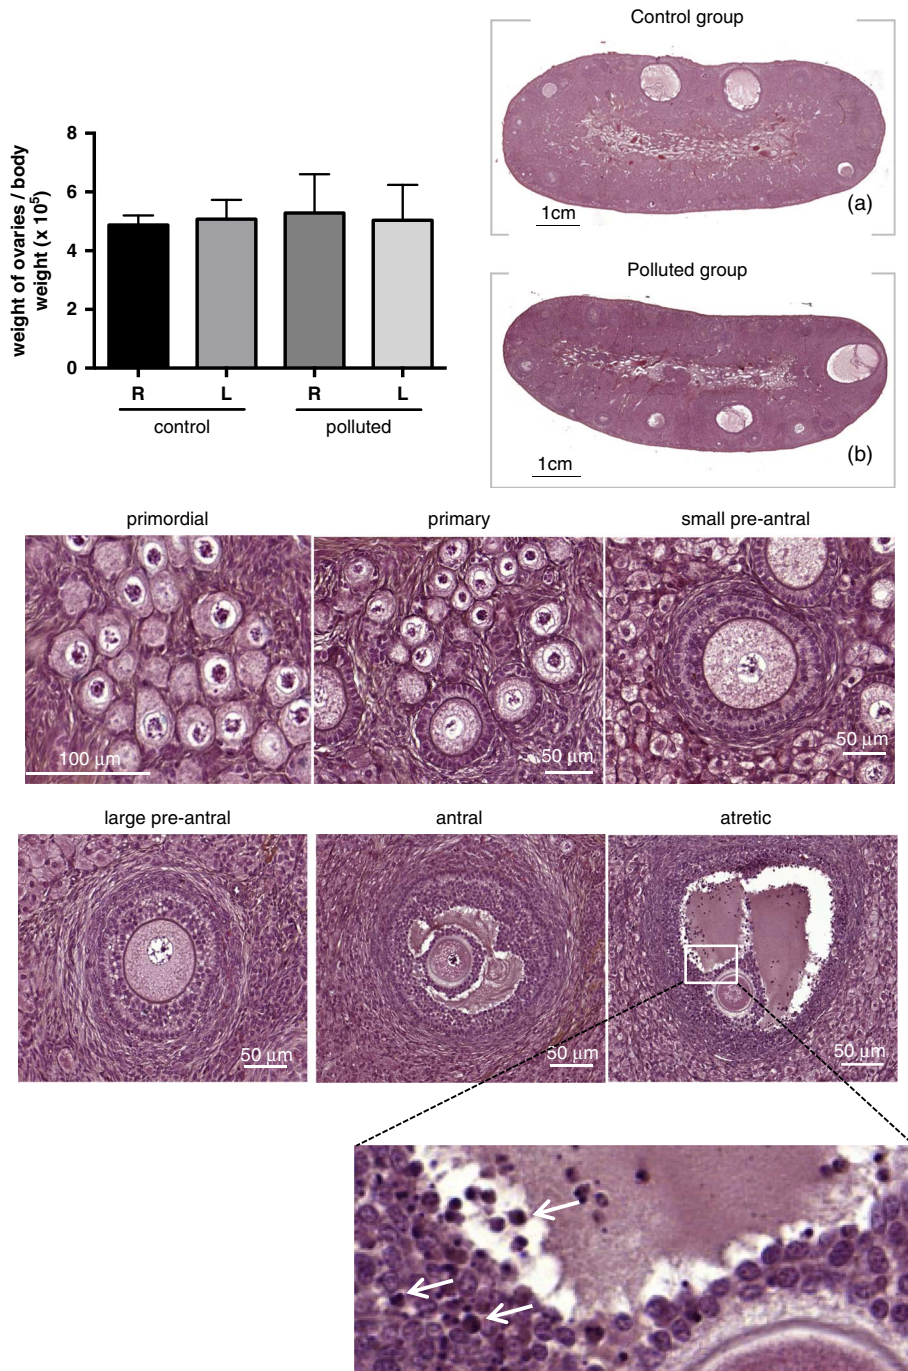 weight of ovaries / body
weight (x 10⁵)
8
6
4
2
0
R
L
R
L
control
polluted
Control group
1cm
(a)
Polluted group
1cm
(b)
primordial
primary
small pre-antral
100 μm
50 μm
50 μm
large pre-antral
antral
atretic
50 μm
50 μm
50 μm